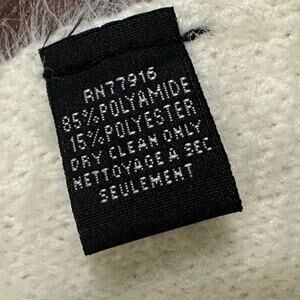 RN77916
85%POLYAMIDE
15%POLYESTER
DRY CLEAN ONLY
NETTOYAGE A SEC
SEULEMENT